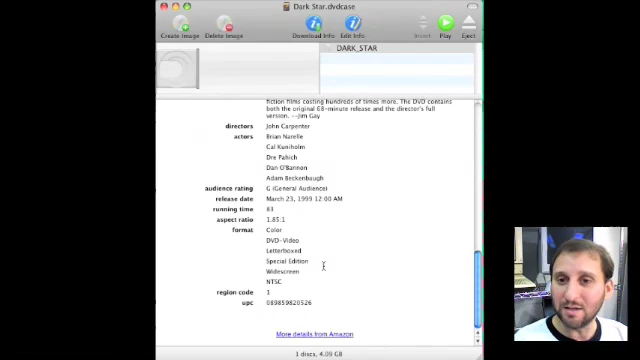 Dark Star.dvdcase
Create Image
Delete Image
Download Info
Edit Info
Insert
Play
Eject
DARK_STAR
fiction films costing hundreds of times more. The DVD contains
both the original 68-minute release and the director's full
version. --Jim Gay
directors John Carpenter
actors Brian Narelle
Cal Kuniholm
Dre Pahich
Dan O'Bannon
Adam Beckenbaugh
audience rating G (General Audience)
release date March 23, 1999 12:00 AM
running time 83
aspect ratio 1.85:1
format Color
DVD-Video
Letterboxed
Special Edition
Widescreen
NTSC
region code 1
upc 089859820526
More details from Amazon
1 discs, 4.09 GB